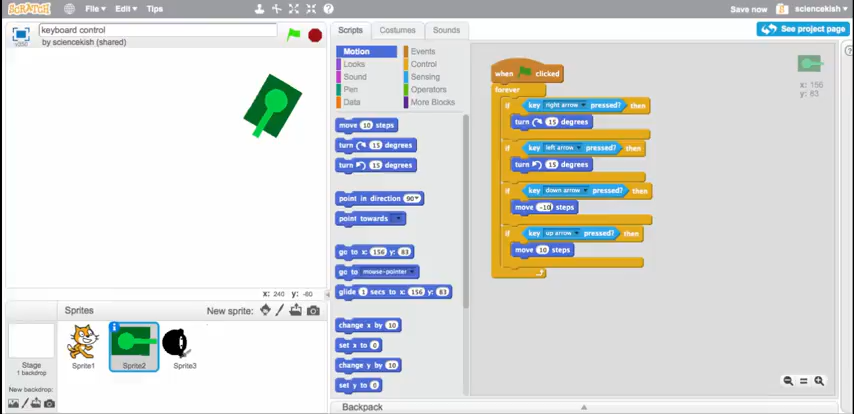 SCRATCH File Edit Tips Save now sciencekish
keyboard control
by sciencekish (shared)
Scripts Costumes Sounds
See project page
Motion Events
Looks Control
Sound Sensing
Pen Operators
Data More Blocks
move 10 steps
turn 15 degrees
turn 15 degrees
point in direction 90
point towards
go to x: 156 y: 83
go to mouse-pointer
glide 1 secs to x: 156 y: 83
change x by 10
set x to 0
change y by 10
set y to 0
when clicked
forever
if key right arrow pressed? then
turn 15 degrees
if key left arrow pressed? then
turn 15 degrees
if key down arrow pressed? then
move -10 steps
if key up arrow pressed? then
move 10 steps
x: 156
y: 83
x: 240 y: -60
Sprites New sprite:
Stage
1 backdrop
New backdrop:
Sprite1 Sprite2 Sprite3
Backpack